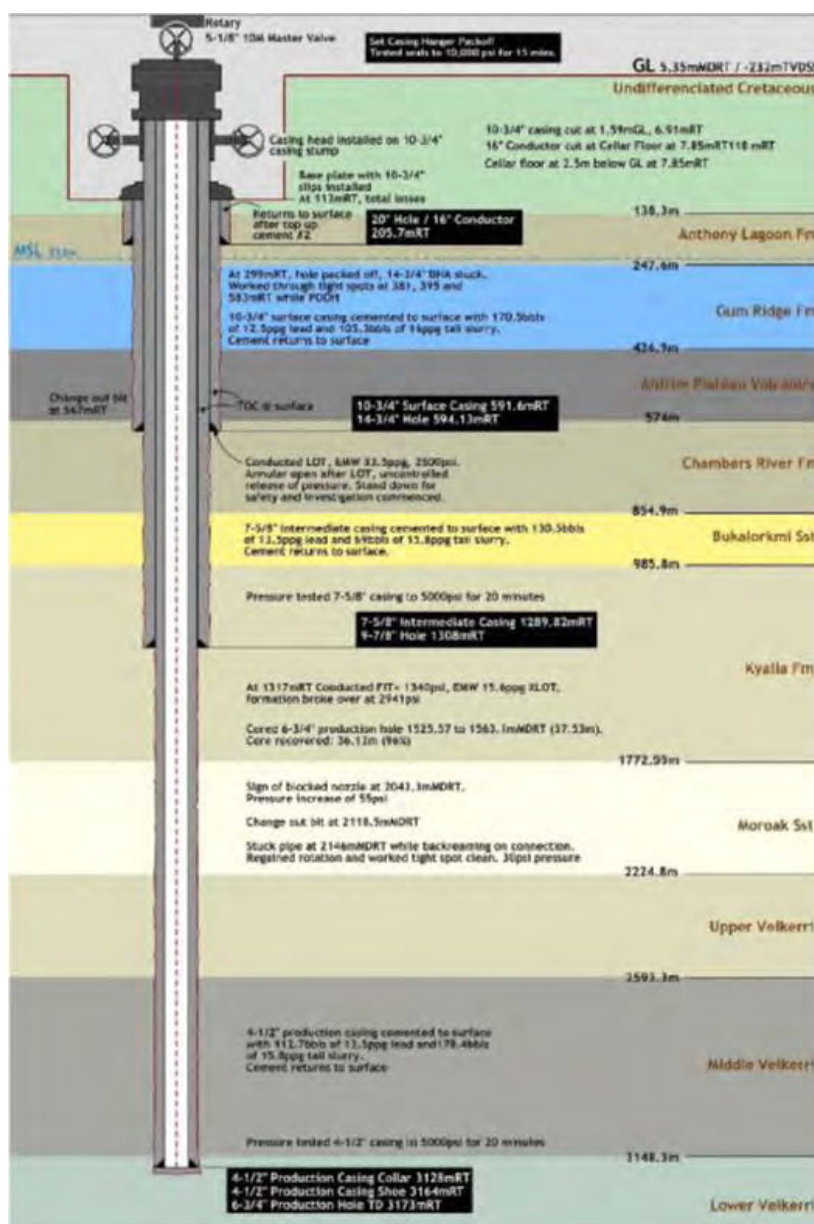 Rotary
5-1/8" 10M Master Valve
Set Casing Hanger Packoff
Tested seals to 10,000 psi for 15 mins.
GL 5.35mMDRT / -232mTVDSS
Undifferenciated Cretaceous
10-3/4" casing cut at 1.59mGL, 6.91mRT
16" Conductor cut at Cellar Floor at 7.85mRT118 mRT
Cellar floor at 2.5m below GL at 7.85mRT
Casing head installed on 10-3/4"
casing stump
Base plate with 10-3/4"
slips installed
At 113mRT, total losses
Returns to surface
after top up
cement #2
20" Hole / 16" Conductor
205.7mRT
138.3m
Anthony Lagoon Fm
MSL
247.6m
At 299mRT, hole packed off, 14-3/4" BHA stuck.
Worked through tight spots at 381, 395 and
583mRT while POOH
Gum Ridge Fm
10-3/4" surface casing cemented to surface with 170.5bbls
of 12.5ppg lead and 105.3bbls of 16ppg tail slurry.
Cement returns to surface
426.9m
Antrim Plateau Volcanics
Change out bit
at 567mRT
TOC @ surface
10-3/4" Surface Casing 591.6mRT
14-3/4" Hole 594.13mRT
574m
Conducted LOT, EMW 33.5ppg, 2500psi.
Annular open after LOT, uncontrolled
release of pressure. Stand down for
safety and investigation commenced.
Chambers River Fm
854.9m
7-5/8" Intermediate casing cemented to surface with 130.5bbls
of 13.5ppg lead and 69bbls of 15.8ppg tail slurry.
Cement returns to surface.
Bukalorkmi Sst
985.8m
Pressure tested 7-5/8" casing to 5000psi for 20 minutes
7-5/8" Intermediate Casing 1289.82mRT
9-7/8" Hole 1308mRT
Kyalla Fm
At 1317mRT Conducted FIT= 1340psi, EMW 15.6ppg XLOT,
formation broke over at 2941psi
Cored 6-3/4" production hole 1525.57 to 1563.1mMDRT (37.53m).
Core recovered: 36.12m (96%)
1772.93m
Sign of blocked nozzle at 2043.3mMDRT.
Pressure increase of 55psi
Change out bit at 2118.5mMDRT
Moroak Sst
Stuck pipe at 2146mMDRT while backreaming on connection.
Regained rotation and worked tight spot clean. 30psi pressure
2224.8m
Upper Velkerri
2593.3m
4-1/2" production casing cemented to surface
with 112.7bbls of 13.5ppg lead and178.4bbls
of 15.8ppg tail slurry.
Cement returns to surface
Middle Velkerri
Pressure tested 4-1/2" casing to 5000psi for 20 minutes
3148.3m
4-1/2" Production Casing Collar 3128mRT
4-1/2" Production Casing Shoe 3164mRT
6-3/4" Production Hole TD 3173mRT
Lower Velkerri